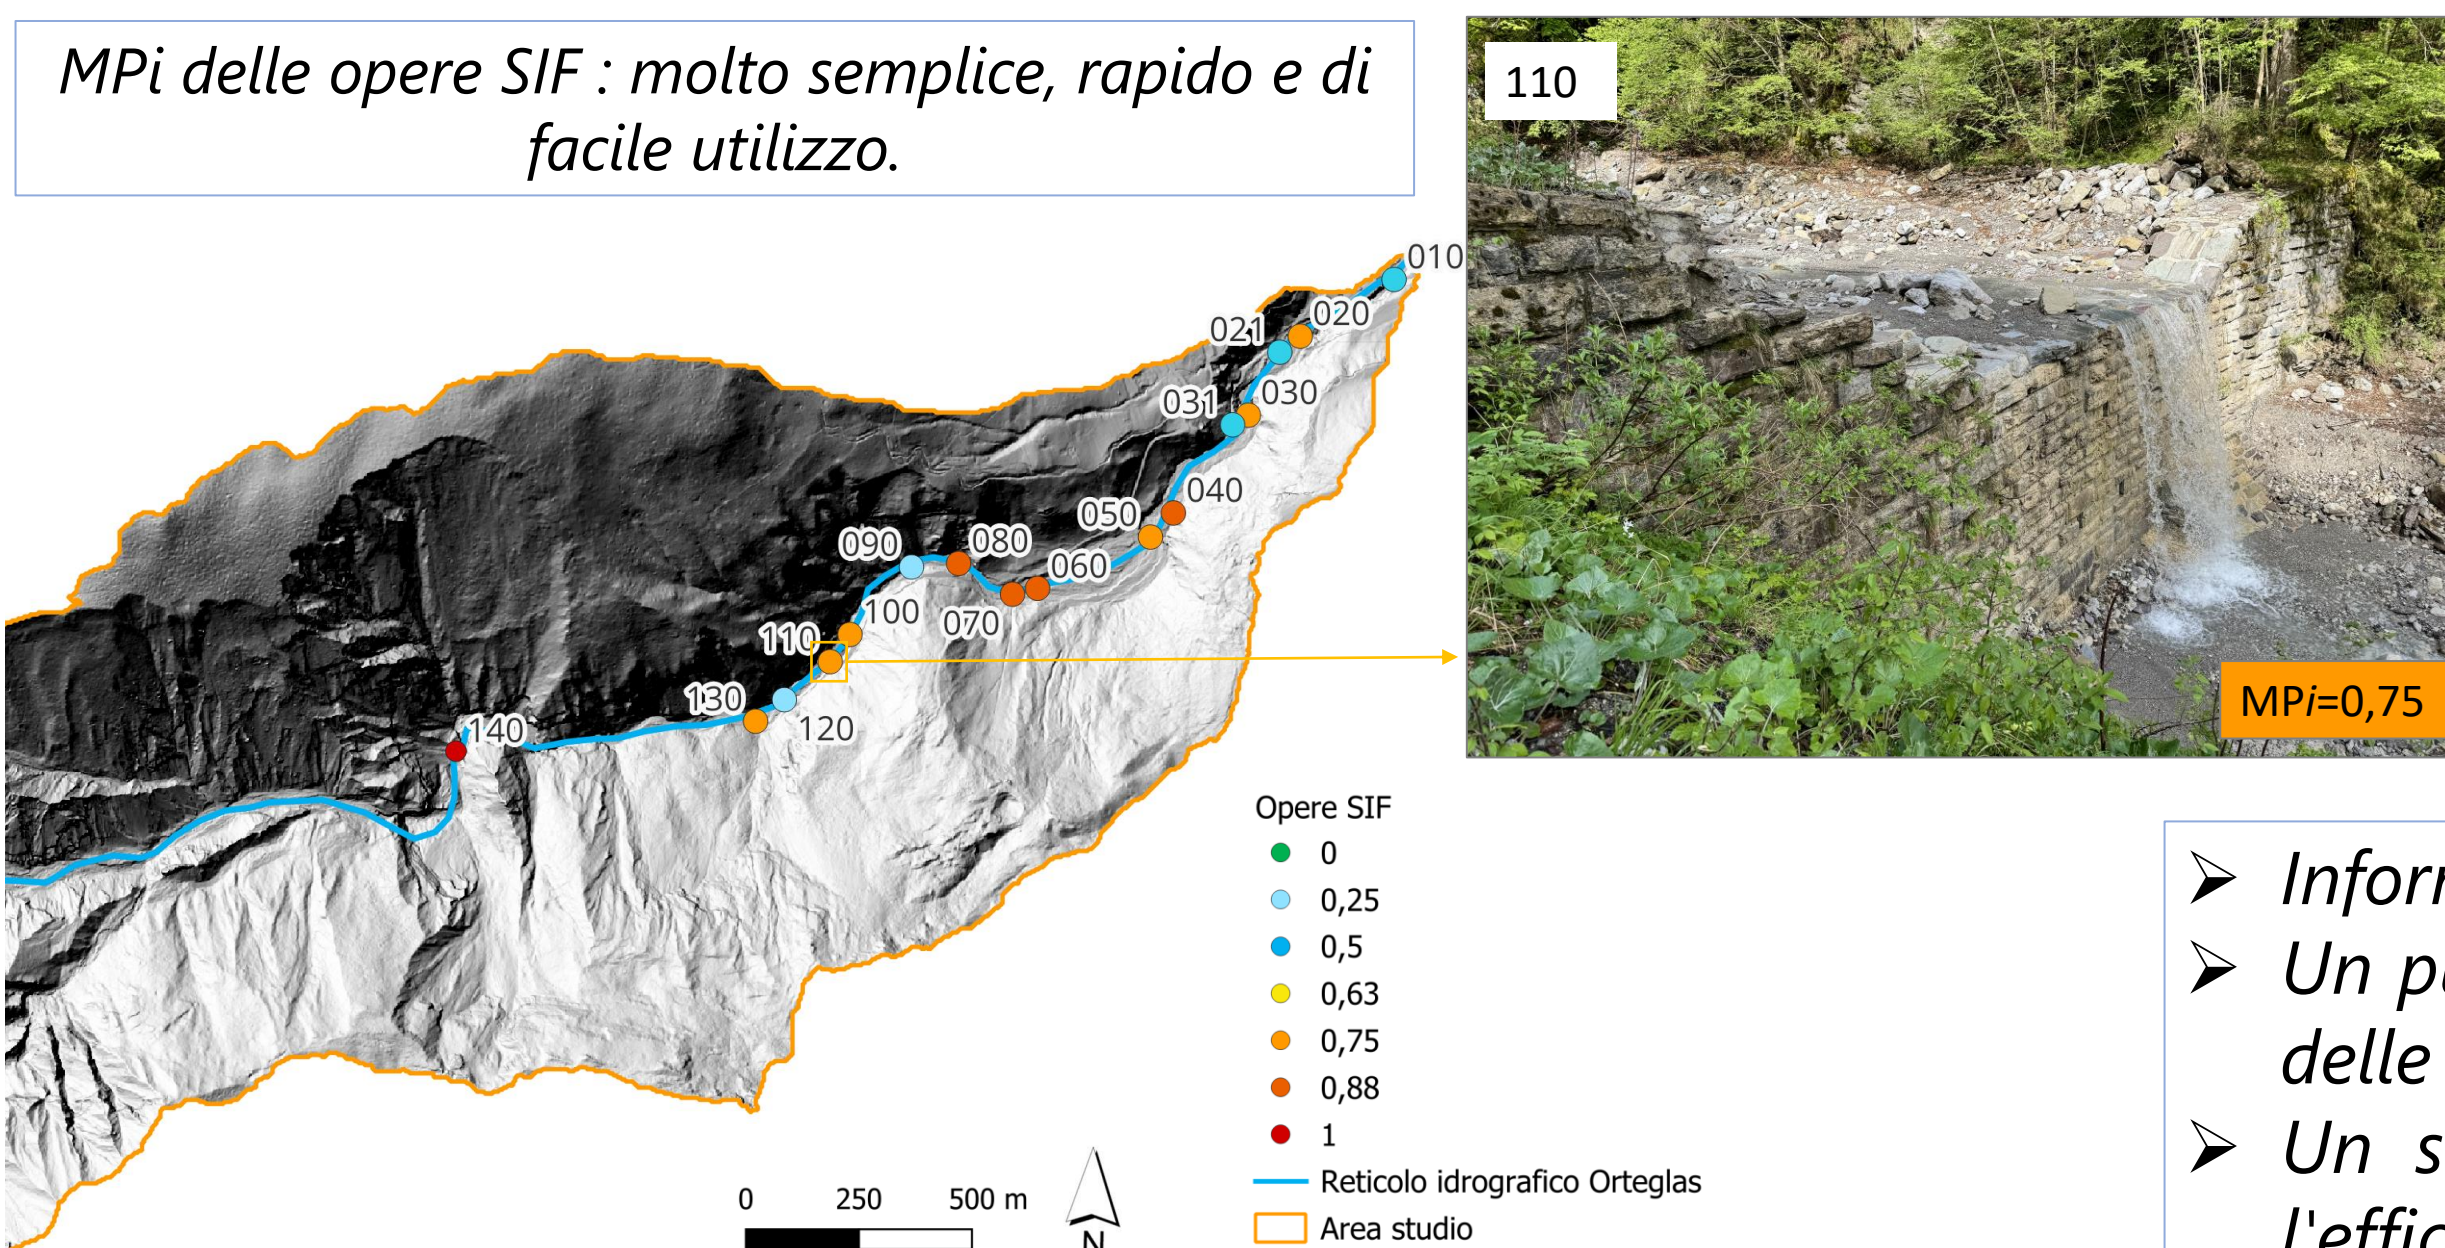 MPi delle opere SIF : molto semplice, rapido e di
facile utilizzo.
110
MPi=0,75
010
020
021
030
031
040
050
060
070
080
090
100
110
120
130
140
Opere SIF
0
0,25
0,5
0,63
0,75
0,88
1
Reticolo idrografico Orteglas
Area studio
0 250 500 m
N
Un
delle
Un